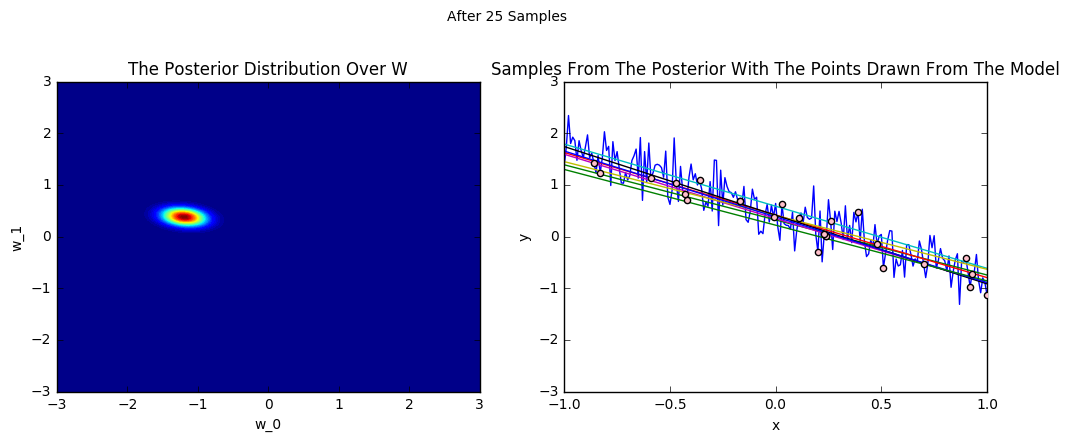 After 25 Samples
The Posterior Distribution Over W
3
2
1
0
−1
−2
−3
w_1
−3 −2 −1 0 1 2 3
w_0
Samples From The Posterior With The Points Drawn From The Model
3
2
1
0
−1
−2
−3
y
−1.0 −0.5 0.0 0.5 1.0
x